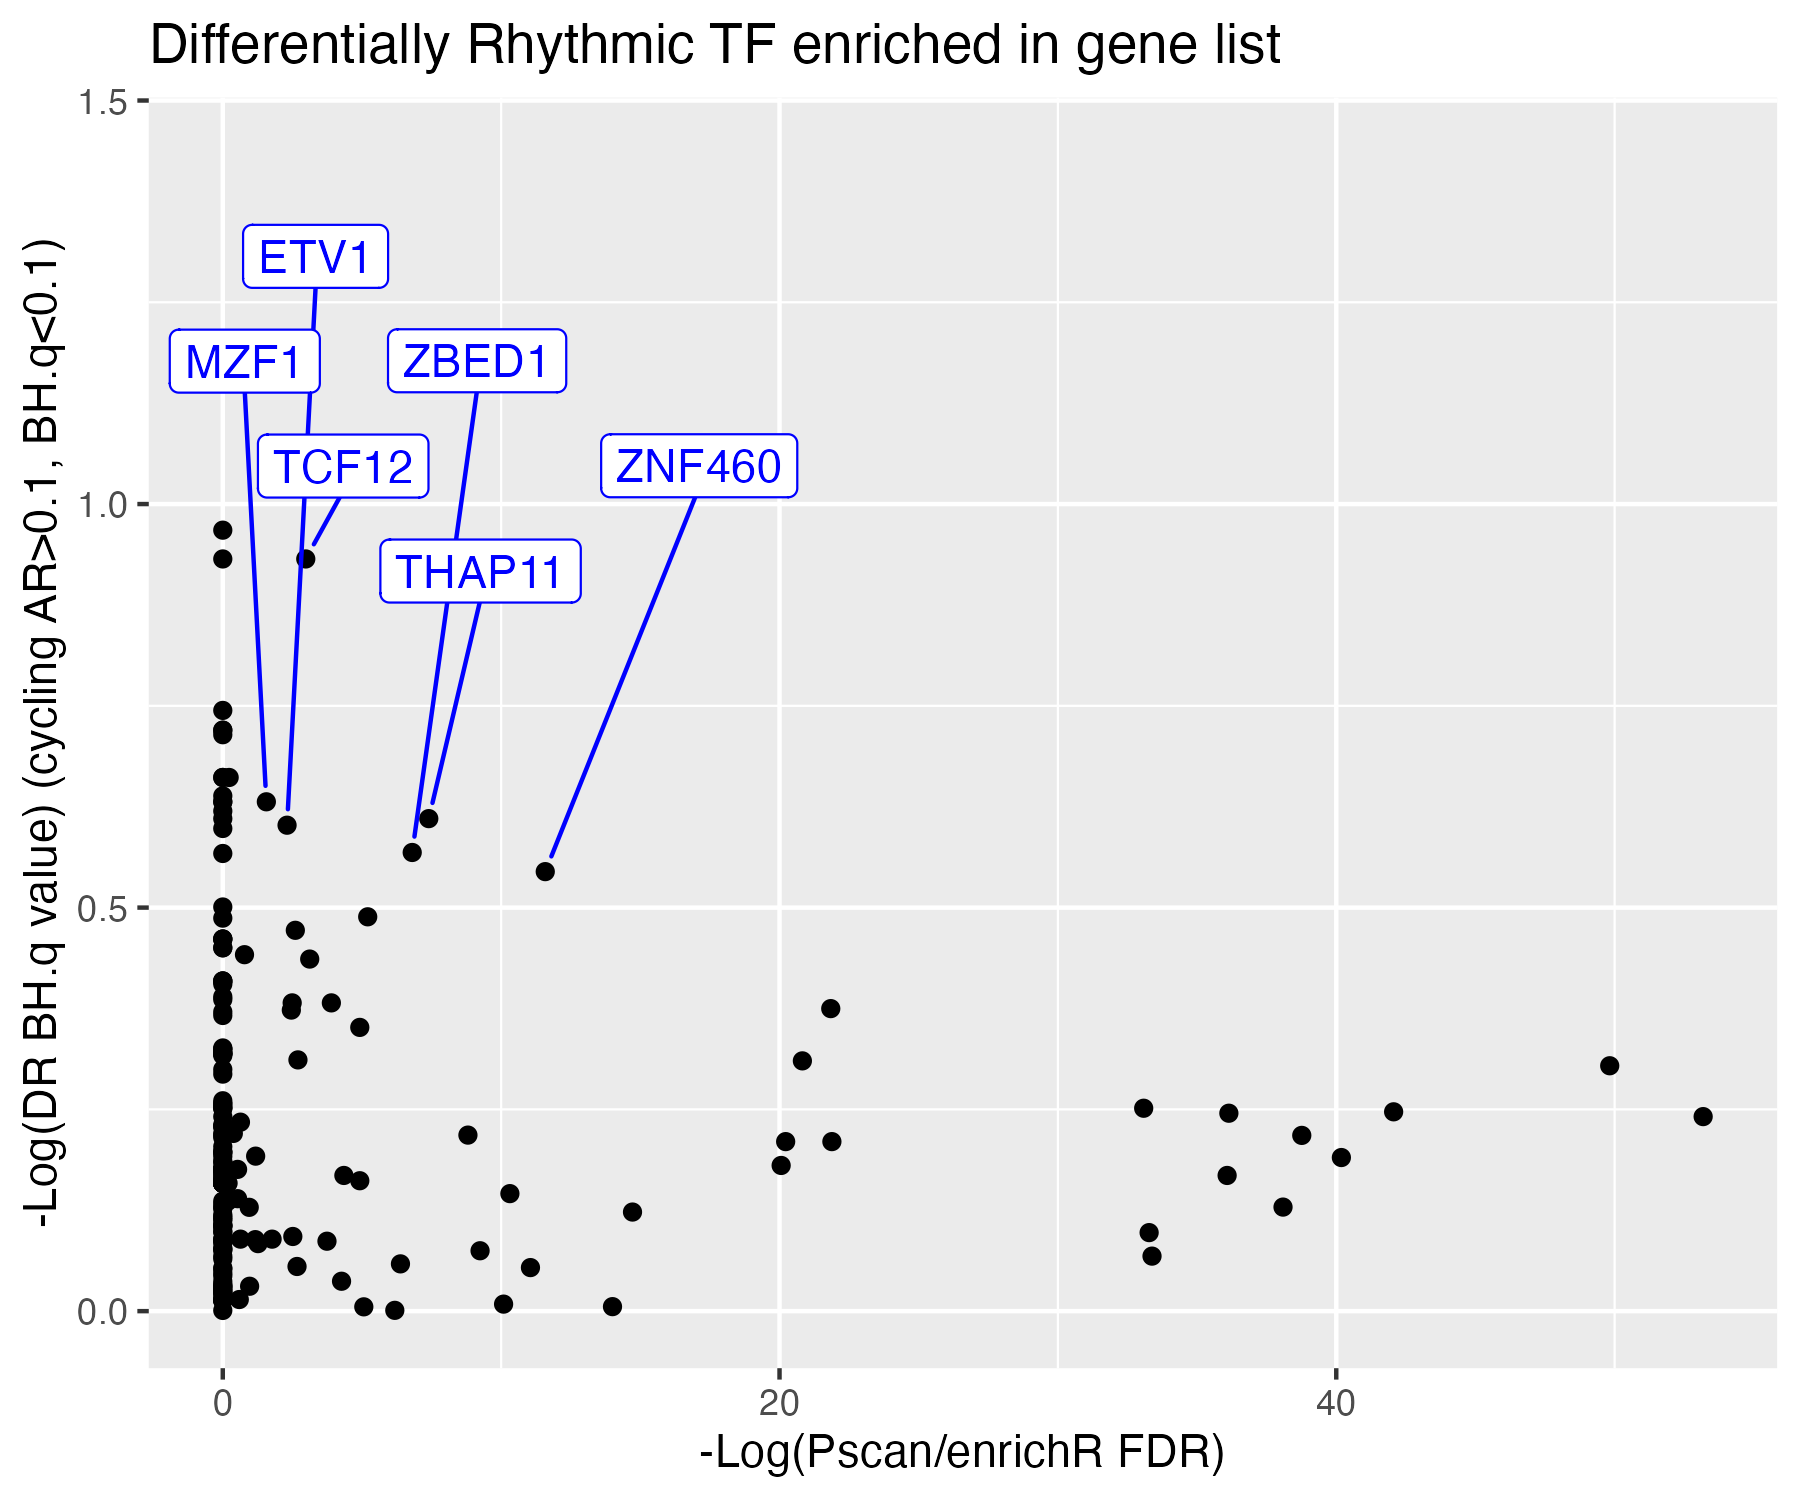 Differentially Rhythmic TF enriched in gene list
-Log(DR BH.q value) (cycling AR>0.1, BH.q<0.1)
1.5
1.0
0.5
0.0
ETV1
MZF1
ZBED1
TCF12
ZNF460
THAP11
0
20
40
-Log(Pscan/enrichR FDR)